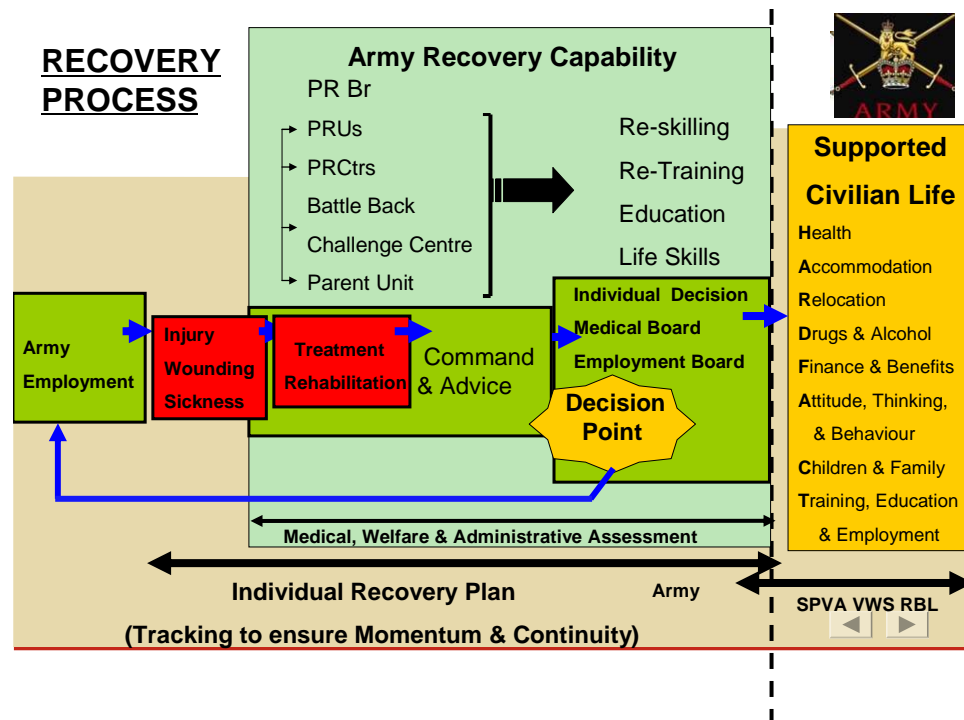 RECOVERY
PROCESS
Army Recovery Capability
PR Br
PRUs
PRCtrs
Battle Back
Challenge Centre
Parent Unit
Re-skilling
Re-Training
Education
Life Skills
ARMY
Supported
Civilian Life
Health
Accommodation
Relocation
Drugs & Alcohol
Finance & Benefits
Attitude, Thinking,
& Behaviour
Children & Family
Training, Education
& Employment
Army
Employment
Injury
Wounding
Sickness
Treatment
Rehabilitation
Command
& Advice
Individual Decision
Medical Board
Employment Board
Decision
Point
Medical, Welfare & Administrative Assessment
Individual Recovery Plan
Army
SPVA VWS RBL
(Tracking to ensure Momentum & Continuity)